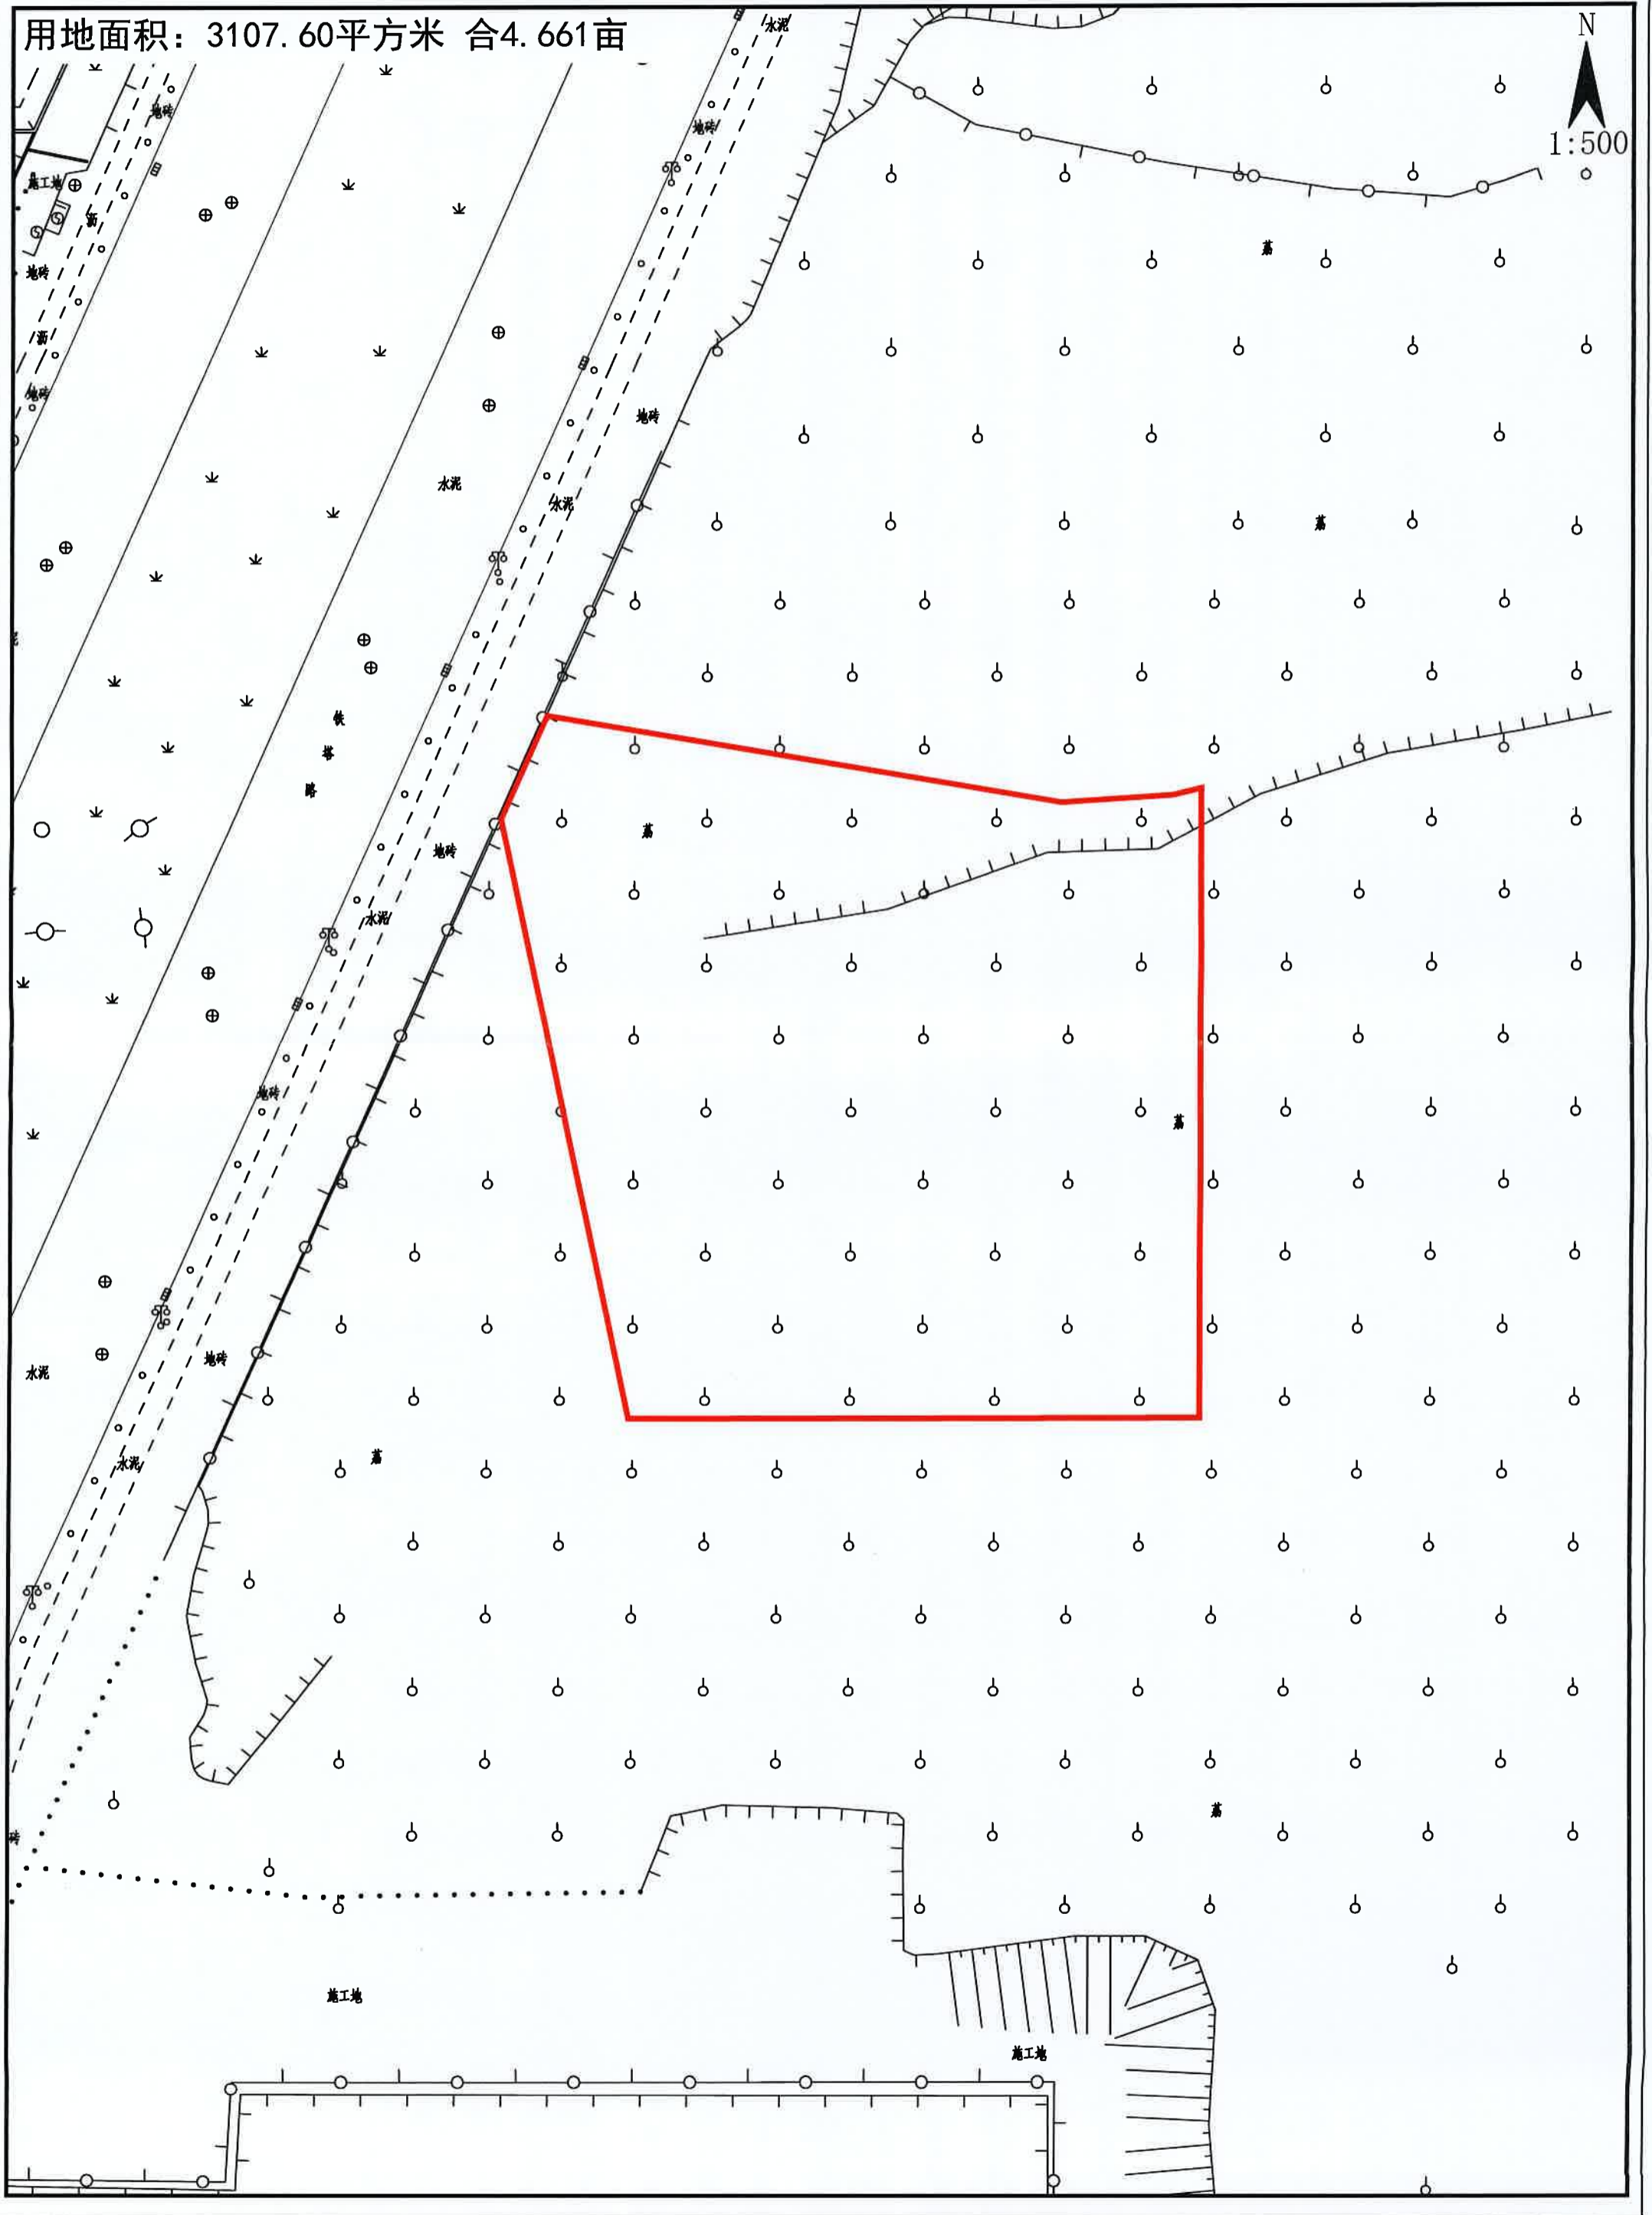 用地面积：3107.60平方米 合4.661亩
N
1:500
水泥
地砖
地砖
施工地
沥
荔
地砖
沥
地砖
地砖
水泥
水泥
荔
铁
塔
路
荔
地砖
水泥
地砖
荔
地砖
水泥
荔
水泥
荔
砖
施工地
施工地